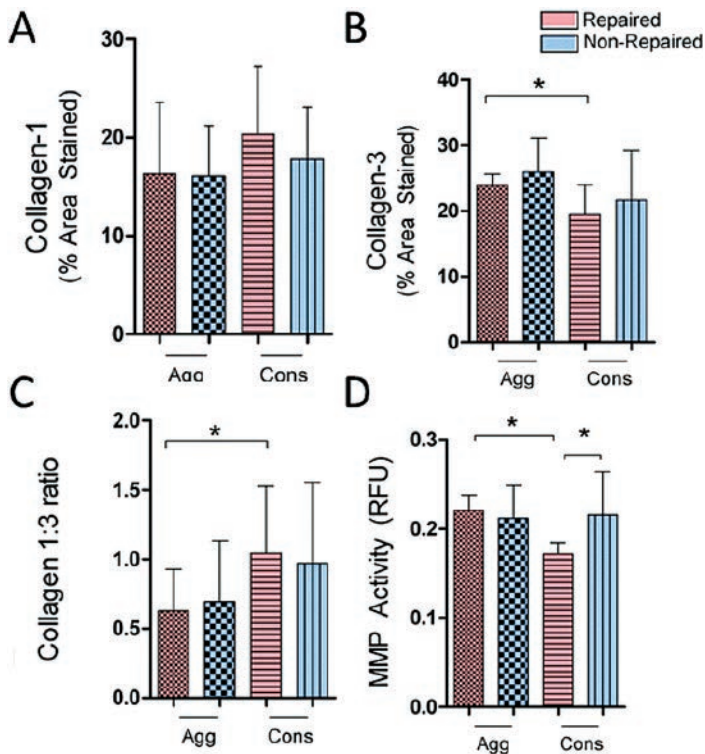 A
Collagen-1
(% Area Stained)
30
20
10
0
Agg
Cons
B
Repaired
Non-Repaired
Collagen-3
(% Area Stained)
40
30
20
10
0
*
Agg
Cons
C
Collagen 1:3 ratio
2.0
1.5
1.0
0.5
0.0
*
Agg
Cons
D
MMP Activity (RFU)
0.3
0.2
0.1
0.0
*
*
Agg
Cons